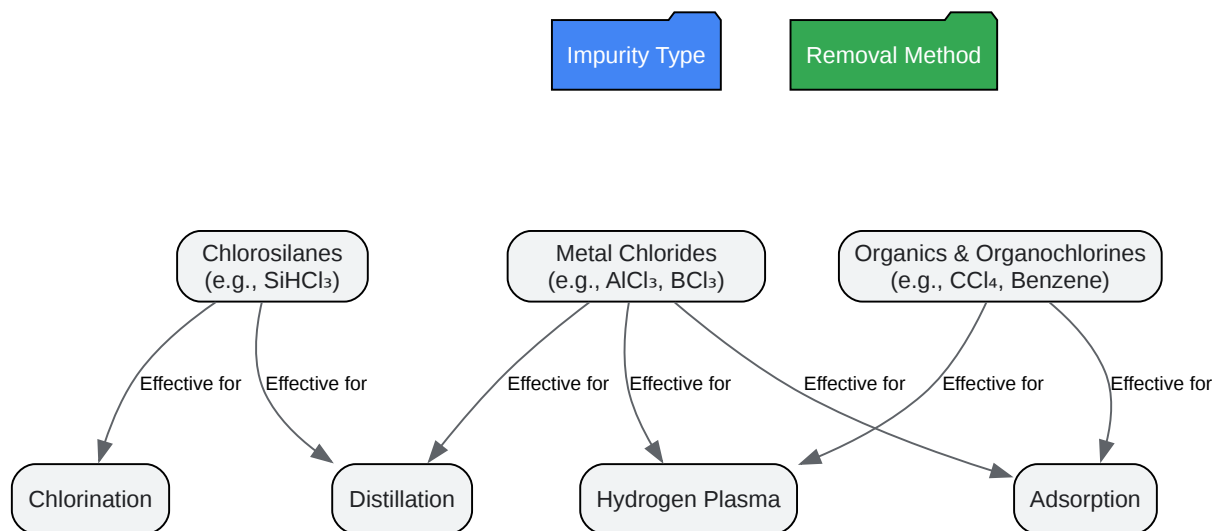 Impurity Type
Removal Method
Chlorosilanes
(e.g., SiHCl₃)
Metal Chlorides
(e.g., AlCl₃, BCl₃)
Organics & Organochlorines
(e.g., CCl₄, Benzene)
Effective for
Effective for
Effective for
Effective for
Effective for
Effective for
Effective for
Chlorination
Distillation
Hydrogen Plasma
Adsorption